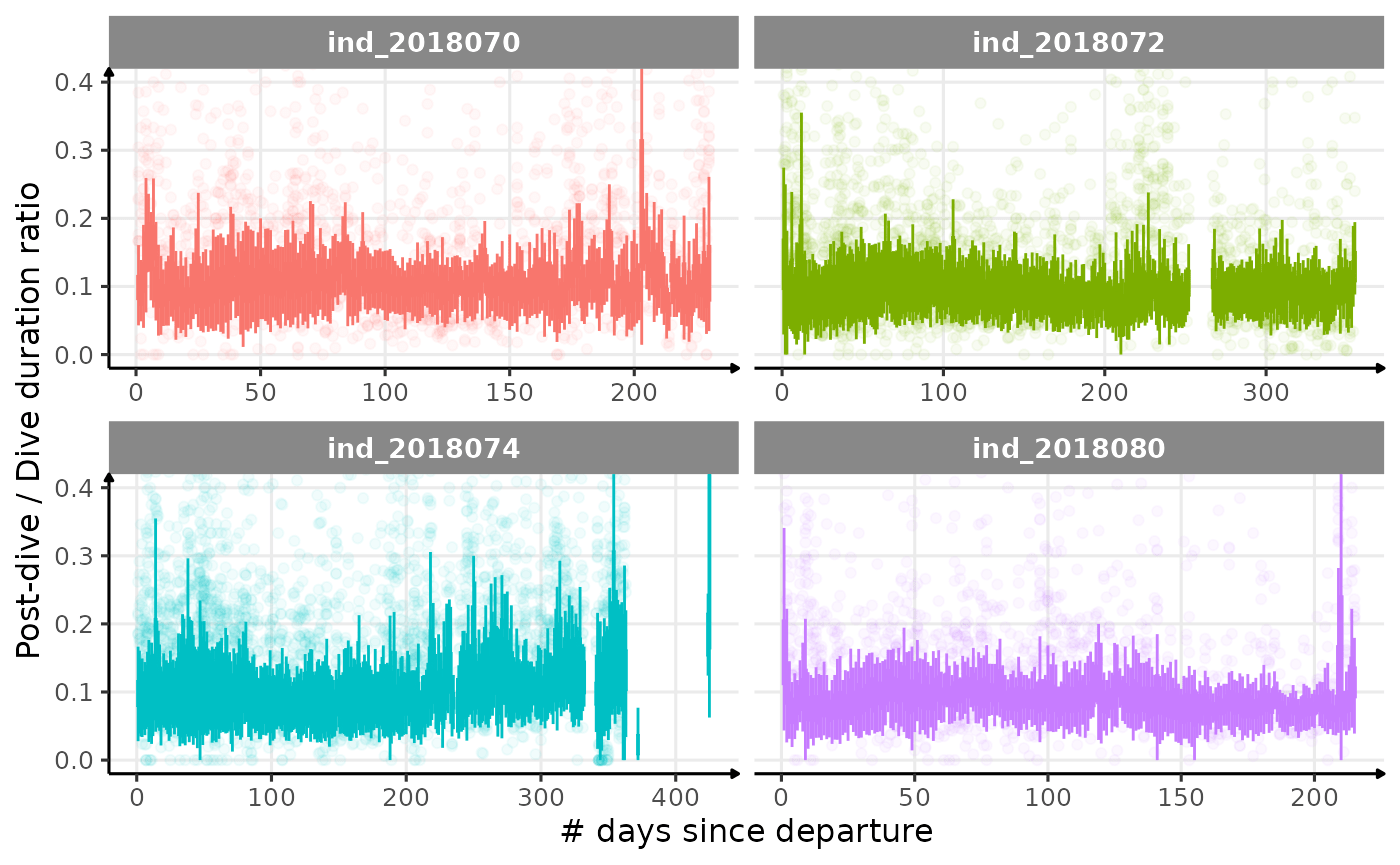 ind_2018070
ind_2018072
0.4
0.3
0.2
0.1
0.0
0 50 100 150 200
0 100 200 300
Post-dive / Dive duration ratio
ind_2018074
ind_2018080
0.4
0.3
0.2
0.1
0.0
0 100 200 300 400
0 50 100 150 200
# days since departure